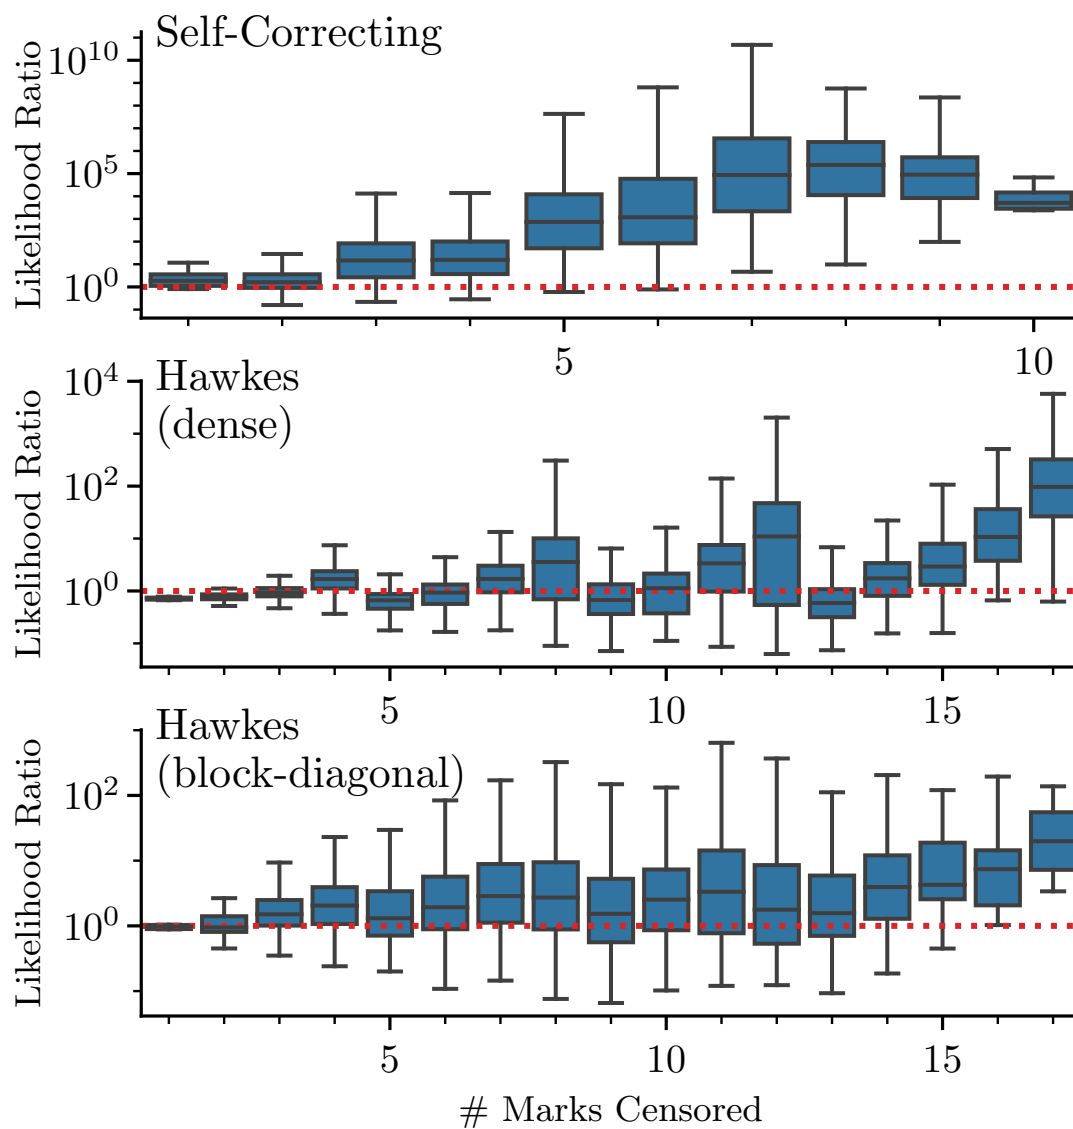 Self-Correcting
Likelihood Ratio
10^10
10^5
10^0
5
10
Hawkes
(dense)
Likelihood Ratio
10^4
10^2
10^0
5
10
15
Hawkes
(block-diagonal)
Likelihood Ratio
10^2
10^0
5
10
15
# Marks Censored